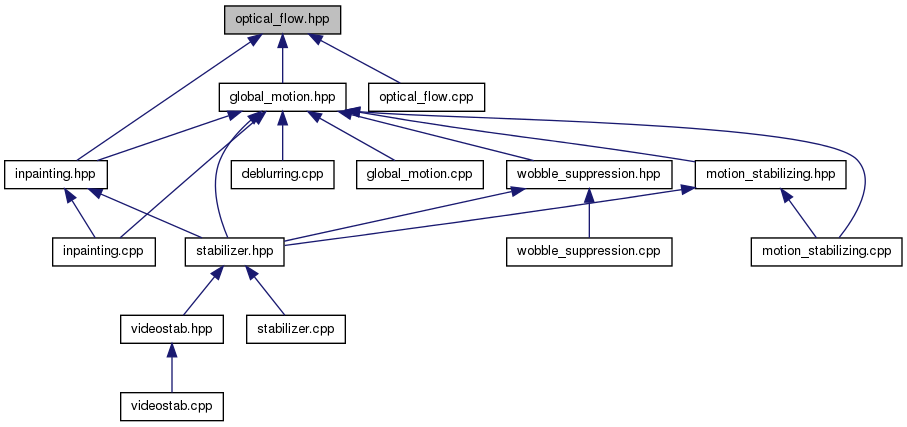 optical_flow.hpp
global_motion.hpp
optical_flow.cpp
inpainting.hpp
deblurring.cpp
global_motion.cpp
wobble_suppression.hpp
motion_stabilizing.hpp
inpainting.cpp
stabilizer.hpp
wobble_suppression.cpp
motion_stabilizing.cpp
videostab.hpp
stabilizer.cpp
videostab.cpp